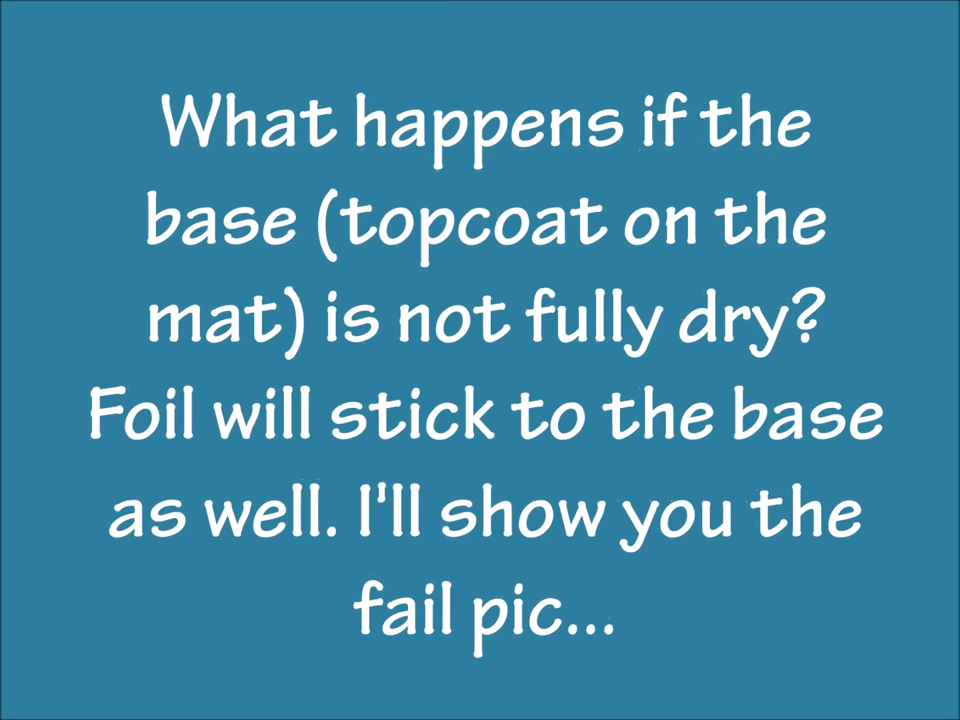 What happens if the
base (topcoat on the
mat) is not fully dry?
Foil will stick to the base
as well. I'll show you the
fail pic...